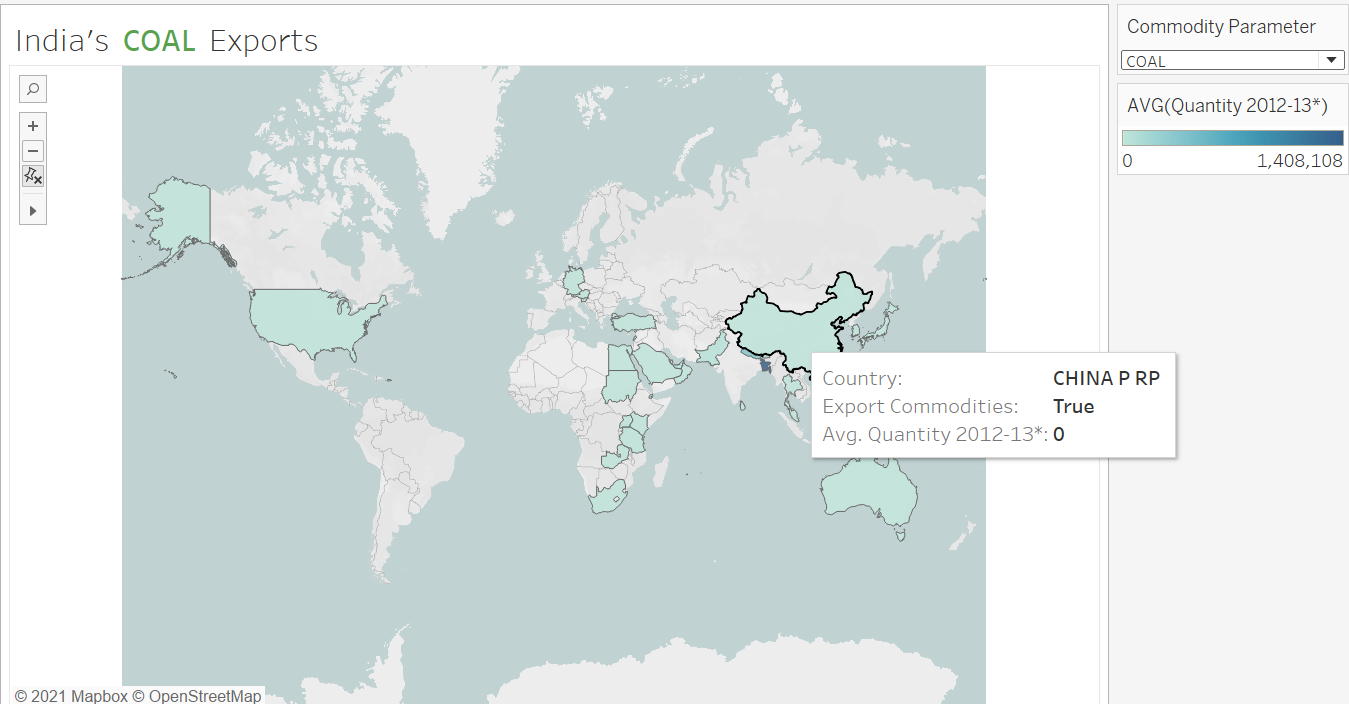 India's COAL Exports
Commodity Parameter
COAL
AVG(Quantity 2012-13*)
0 1,408,108
Country: CHINA P RP
Export Commodities: True
Avg. Quantity 2012-13*: 0
© 2021 Mapbox © OpenStreetMap